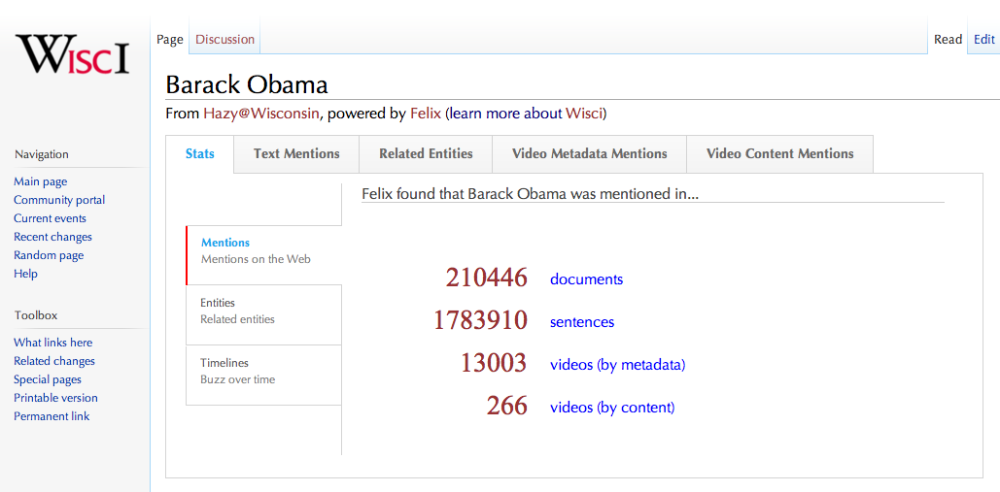 WISCI
Page Discussion Read Edit
Barack Obama
From Hazy@Wisconsin, powered by Felix (learn more about Wisci)
Stats Text Mentions Related Entities Video Metadata Mentions Video Content Mentions
Navigation
Main page
Community portal
Current events
Recent changes
Random page
Help
Toolbox
What links here
Related changes
Special pages
Printable version
Permanent link
Mentions
Mentions on the Web
Entities
Related entities
Timelines
Buzz over time
Felix found that Barack Obama was mentioned in...
210446 documents
1783910 sentences
13003 videos (by metadata)
266 videos (by content)